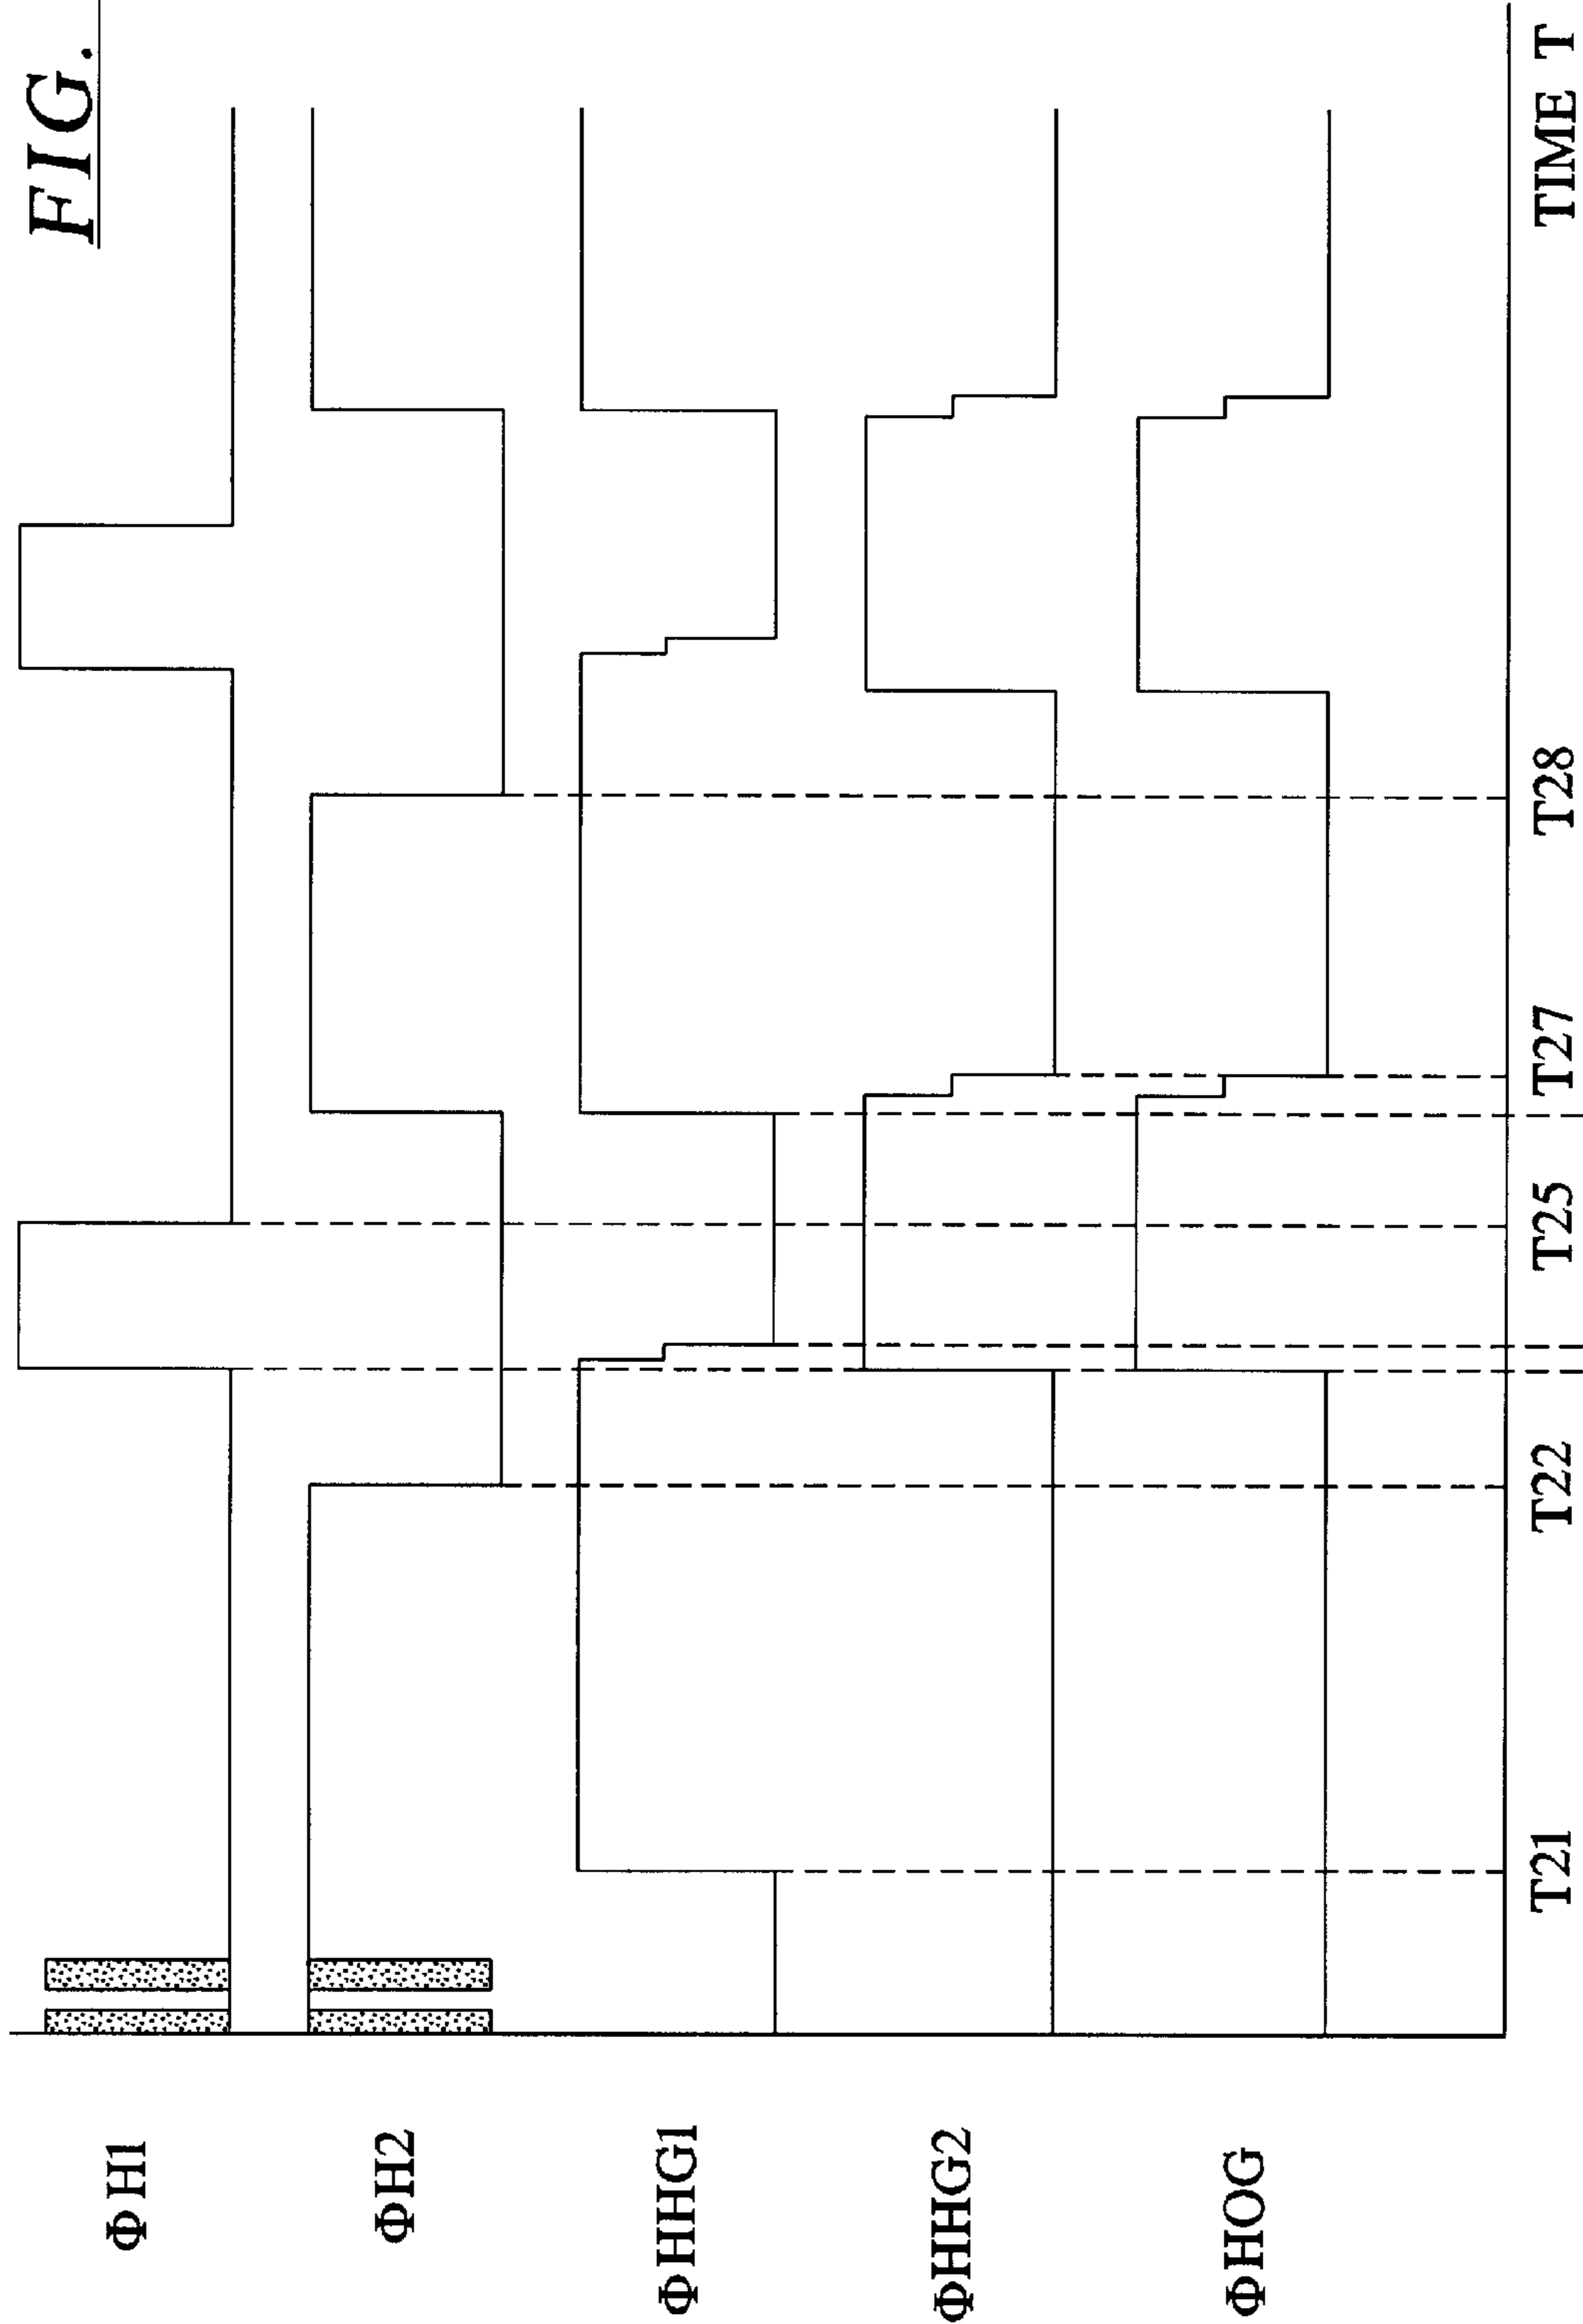 FIG.
ΦH1
ΦH2
ΦHHG1
ΦHHG2
ΦHOG
T21
T22
T25
T27
T28
TIME T